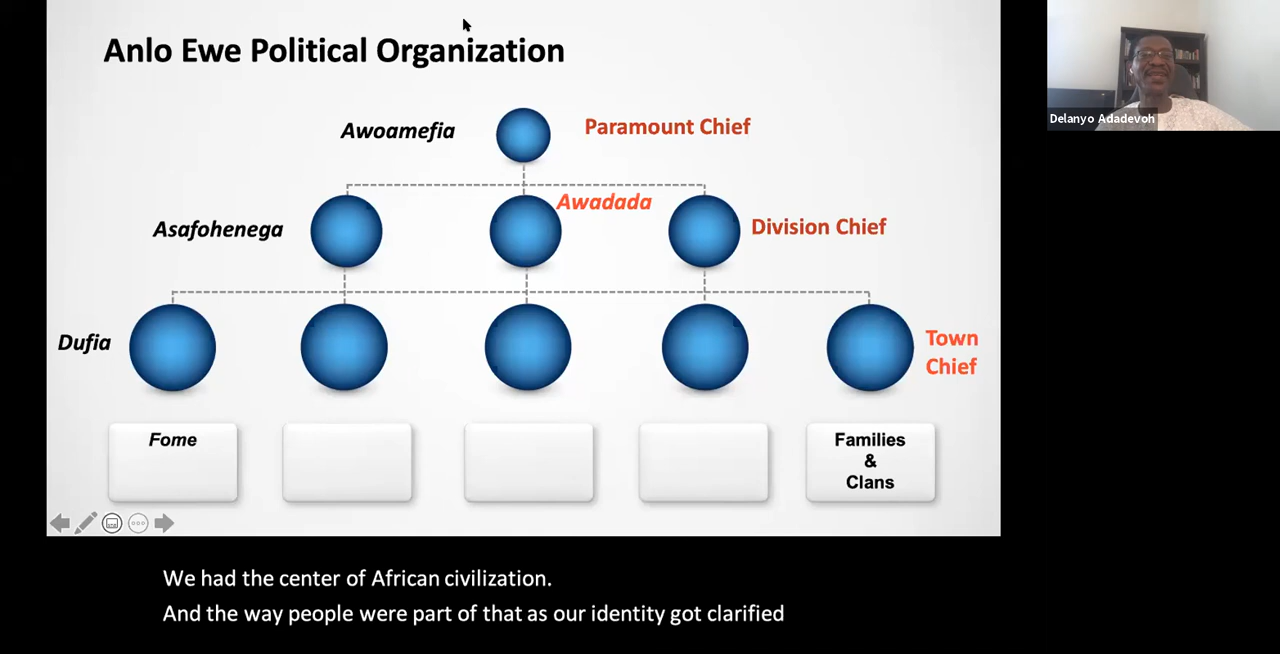 Anlo Ewe Political Organization
Awoamefia
Paramount Chief
Awadada
Asafohenega
Division Chief
Dufia
Town
Chief
Fome
Families
&
Clans
Delanyo Adadevoh
We had the center of African civilization.
And the way people were part of that as our identity got clarified